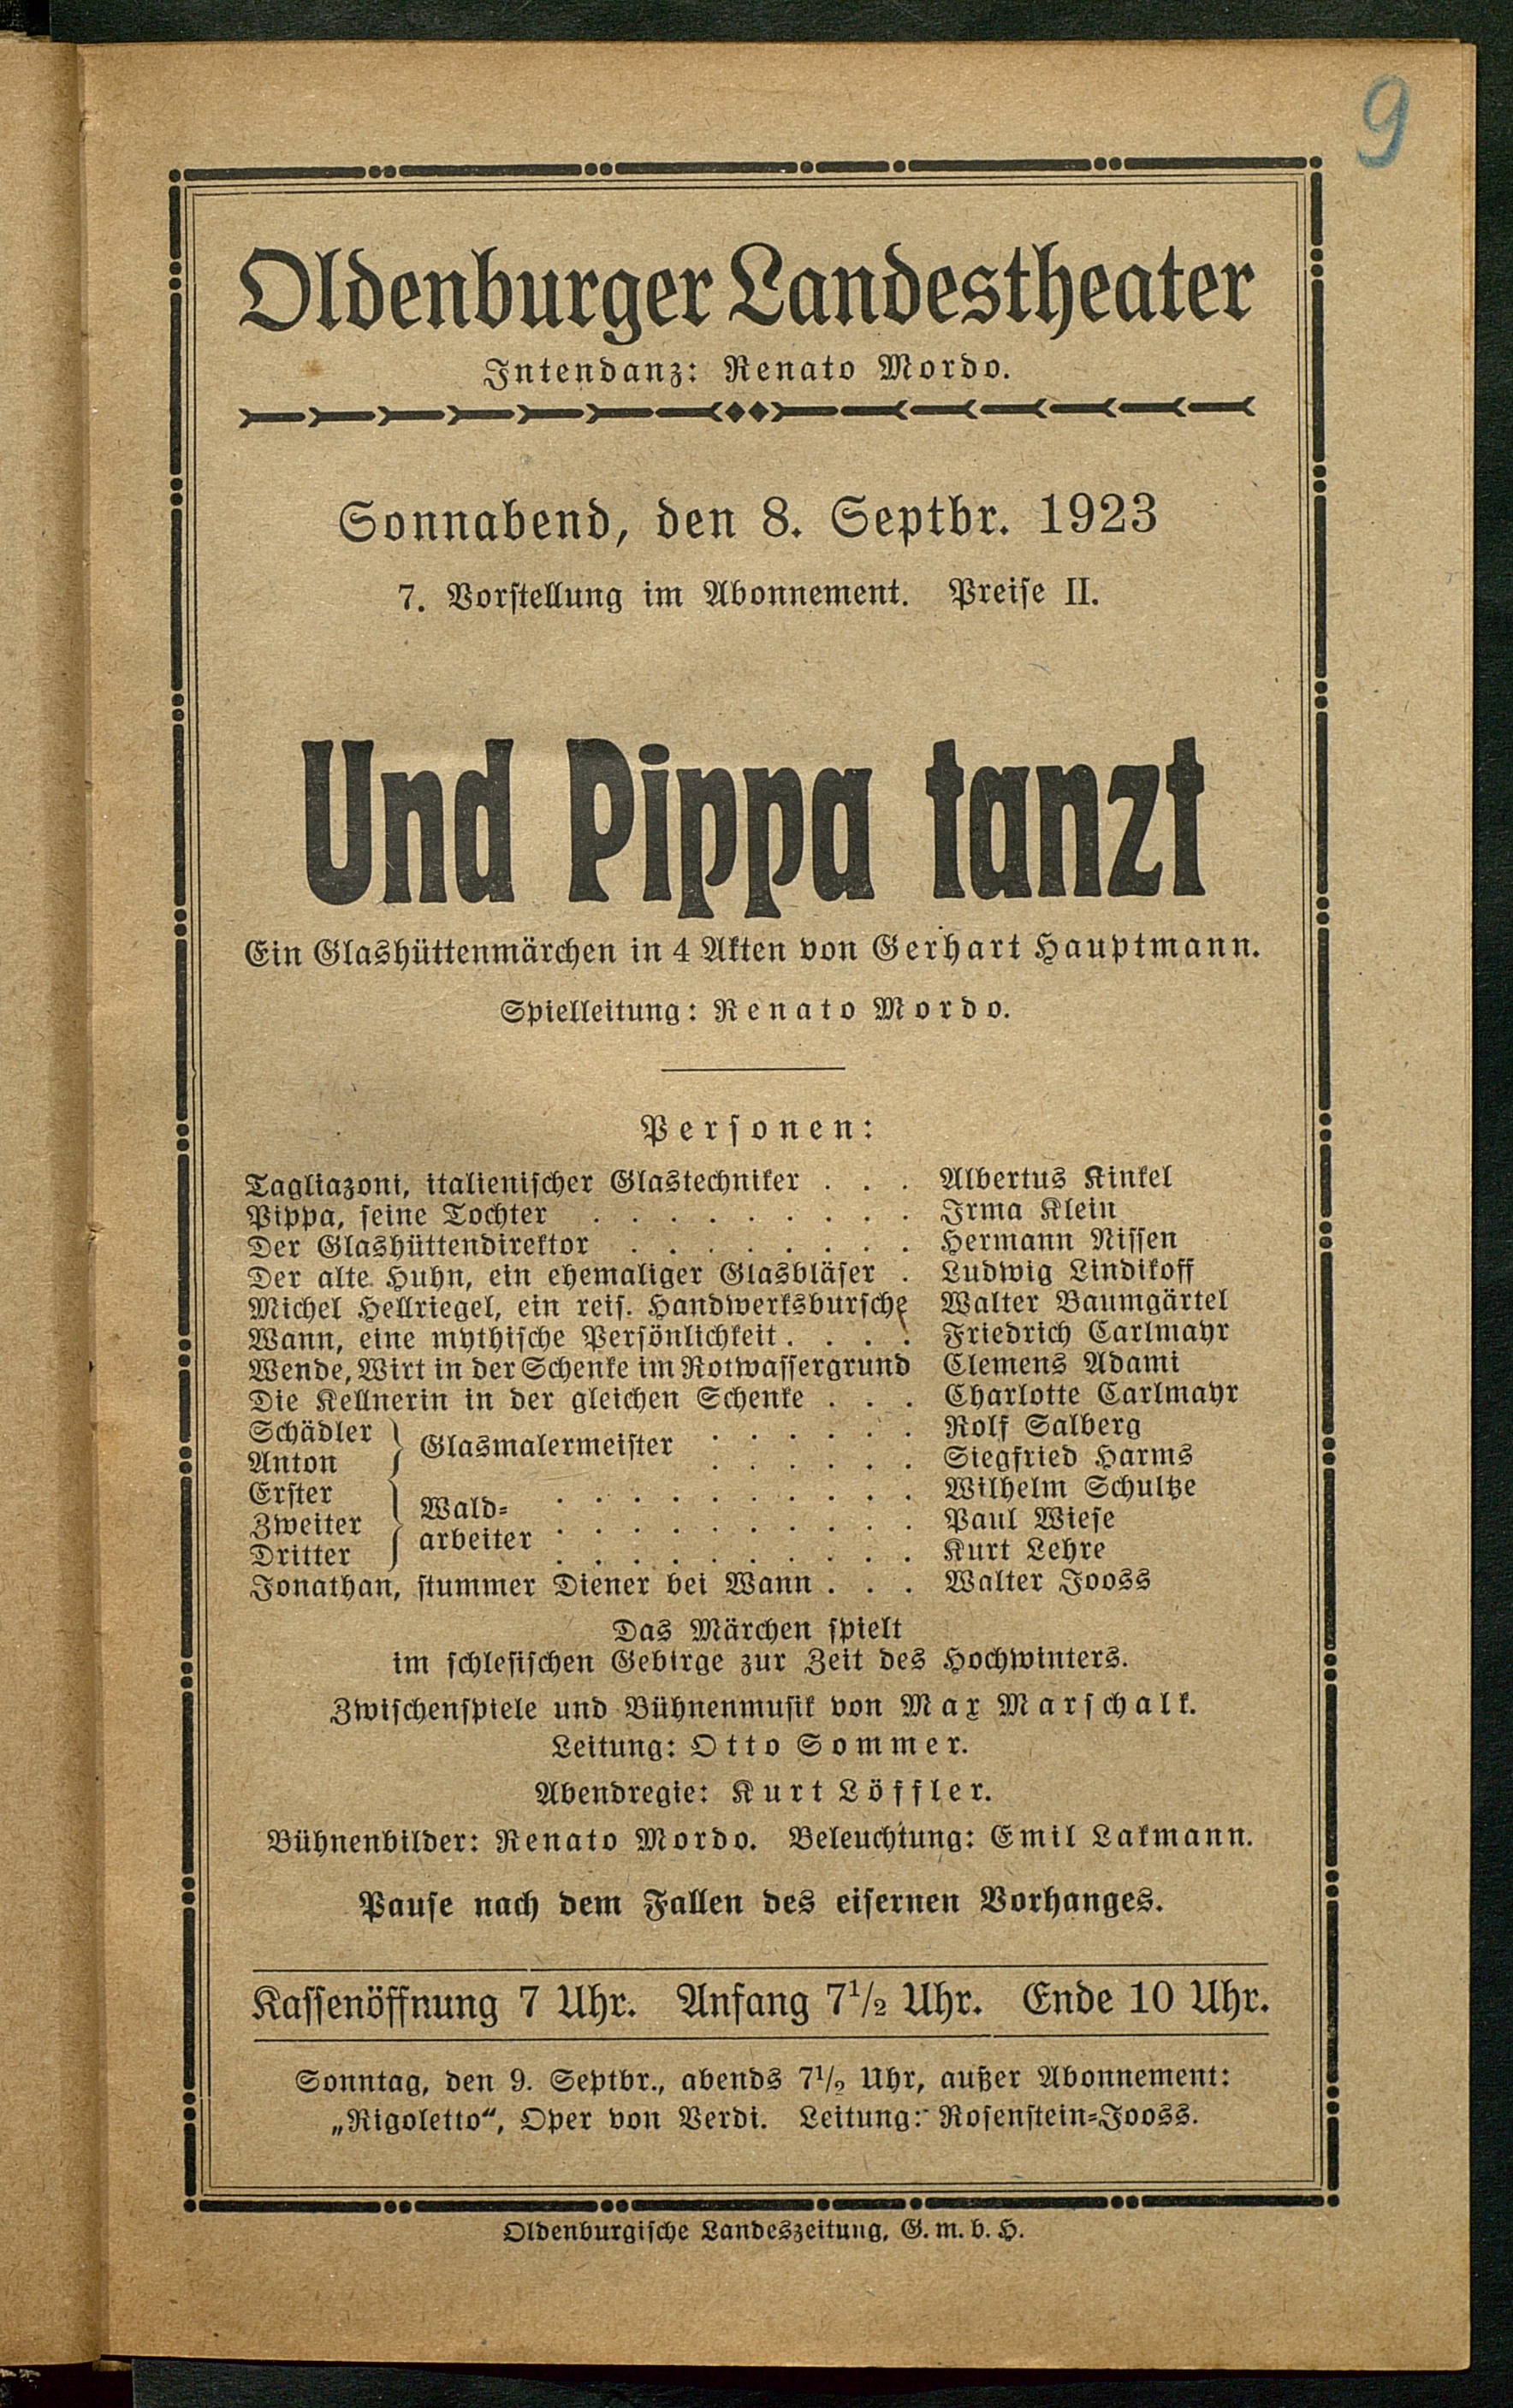 9
Oldenburger Landestheater
Intendanz: Renato Mordo.
Sonnabend, den 8. Septbr. 1923
7. Vorstellung im Abonnement. Preise II.
Und Pippa tanzt
Ein Glashüttenmärchen in 4 Akten von Gerhart Hauptmann.
Spielleitung: Renato Mordo.
Personen:
Tagliazoni, italienischer Glastechniker . . . Albertus Kinkel
Pippa, seine Tochter . . . . . . . . . Irma Klein
Der Glashüttendirektor . . . . . . . . Hermann Nissen
Der alte Huhn, ein ehemaliger Glasbläser . Ludwig Lindikoff
Michel Hellriegel, ein reis. Handwerksbursche Walter Baumgärtel
Wann, eine mythische Persönlichkeit . . . . Friedrich Carlmayr
Wende, Wirt in der Schenke im Rotwassergrund Clemens Adami
Die Kellnerin in der gleichen Schenke . . . Charlotte Carlmayr
Schädler } Glasmalermeister . . . . . . Rolf Salberg
Anton . . . . . . Siegfried Harms
Erster } Wald- . . . . . . . . . . Wilhelm Schultze
Zweiter arbeiter . . . . . . . . . . Paul Wiese
Dritter . . . . . . . . . . Kurt Lehre
Jonathan, stummer Diener bei Wann . . . Walter Jooss
Das Märchen spielt
im schlesischen Gebirge zur Zeit des Hochwinters.
Zwischenspiele und Bühnenmusik von Max Marschalk.
Leitung: Otto Sommer.
Abendregie: Kurt Löffler.
Bühnenbilder: Renato Mordo. Beleuchtung: Emil Lakmann.
Pause nach dem Fallen des eisernen Vorhanges.
Kassenöffnung 7 Uhr. Anfang 7½ Uhr. Ende 10 Uhr.
Sonntag, den 9. Septbr., abends 7½ Uhr, außer Abonnement:
„Rigoletto“, Oper von Verdi. Leitung: Rosenstein-Jooss.
Oldenburgische Landeszeitung, G. m. b. H.